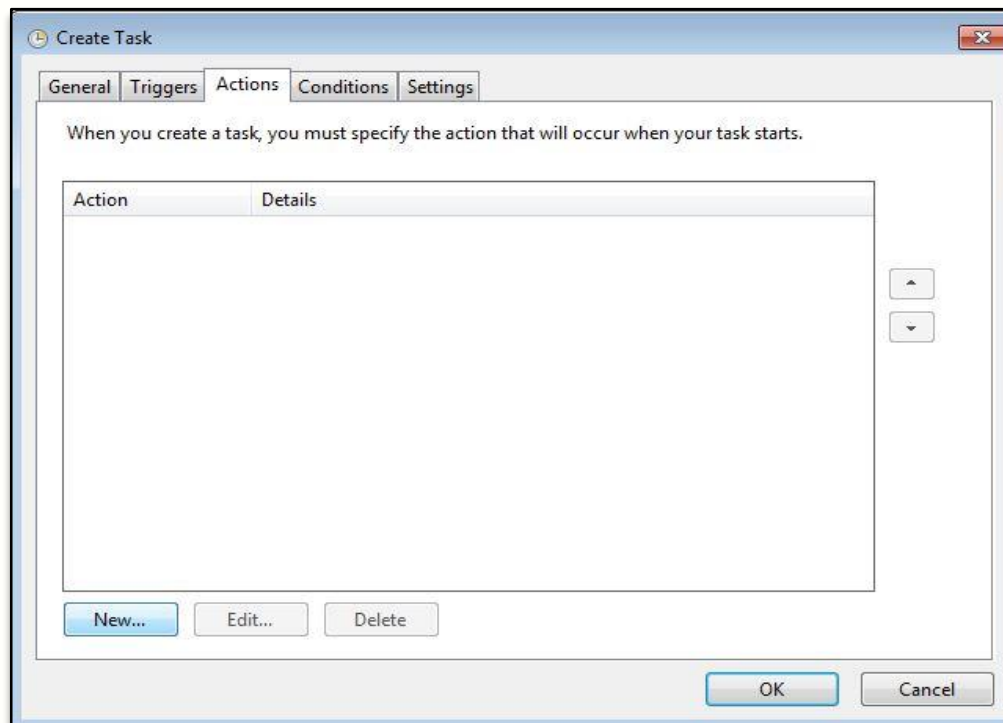 Create Task
General Triggers Actions Conditions Settings
When you create a task, you must specify the action that will occur when your task starts.
Action Details
New... Edit... Delete
OK Cancel